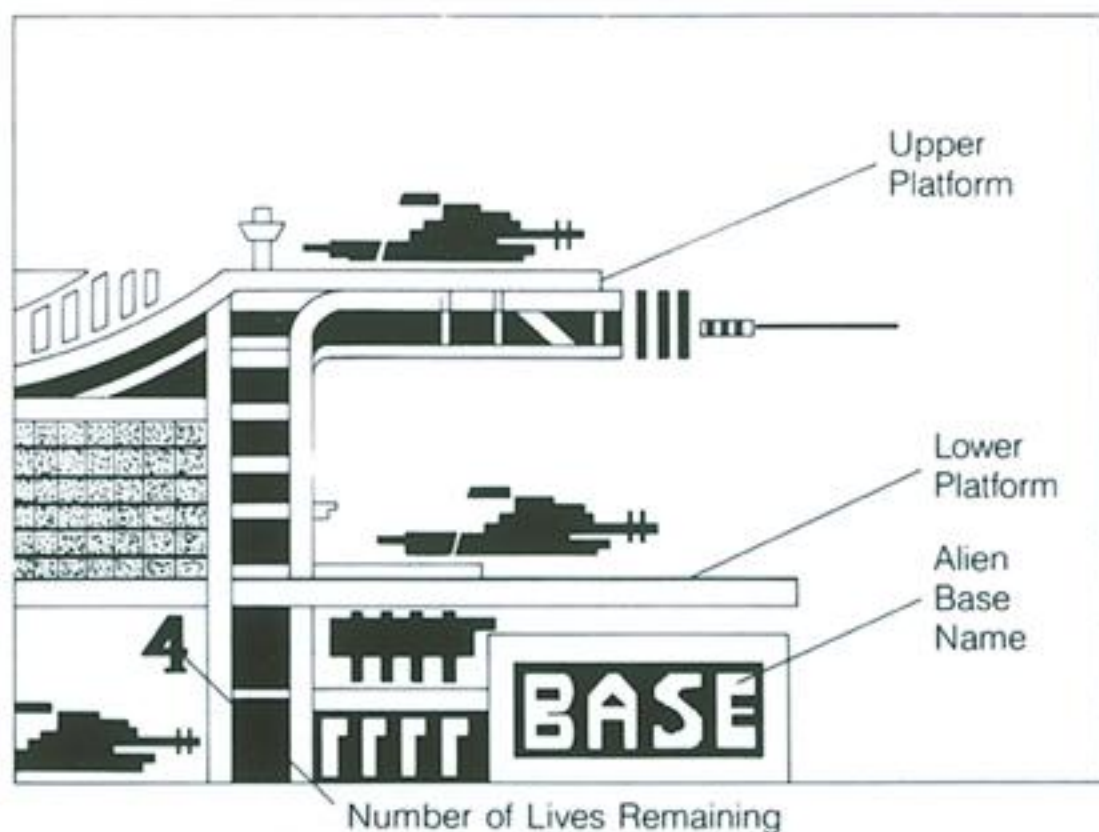 Upper
Platform
Lower
Platform
Alien
Base
Name
4
BASE
Number of Lives Remaining